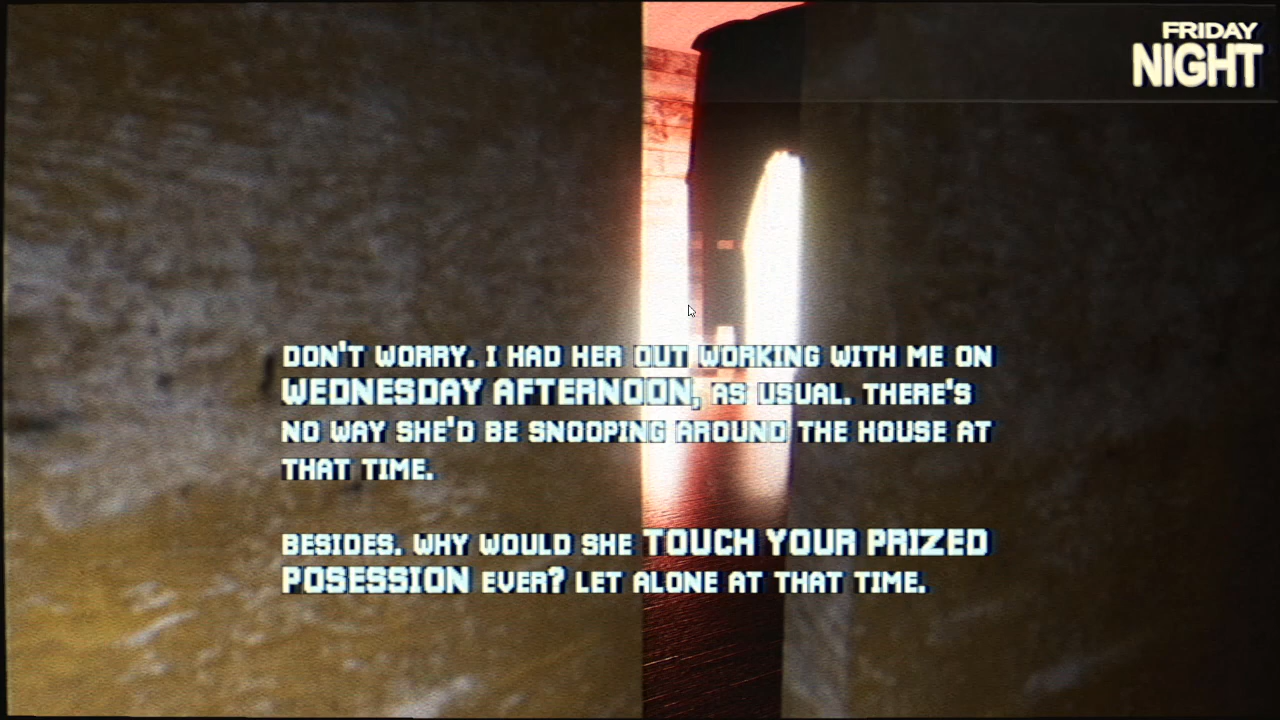 FRIDAY
NIGHT
DON'T WORRY. I HAD HER OUT WORKING WITH ME ON
WEDNESDAY AFTERNOON, AS USUAL. THERE'S
NO WAY SHE'D BE SNOOPING AROUND THE HOUSE AT
THAT TIME.
BESIDES. WHY WOULD SHE TOUCH YOUR PRIZED
POSESSION EVER? LET ALONE AT THAT TIME.